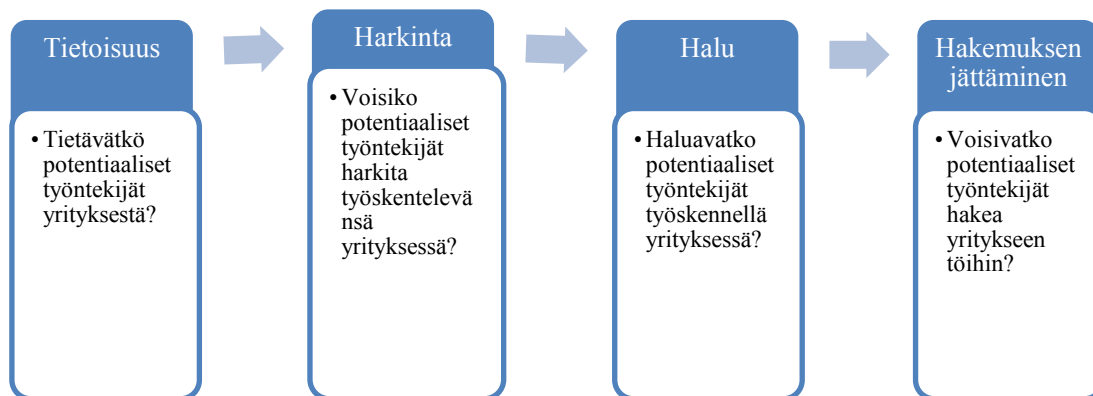 Tietoisuus
• Tietävätkö
potentiaaliset
työntekijät
yrityksestä?
Harkinta
• Voisiko
potentiaaliset
työntekijät
harkita
työskentelevä
nsä
yrityksessä?
Halu
• Haluavatko
potentiaaliset
työntekijät
työskennellä
yrityksessä?
Hakemuksen
jättäminen
• Voisivatko
potentiaaliset
työntekijät
hakea
yritykseen
töihin?